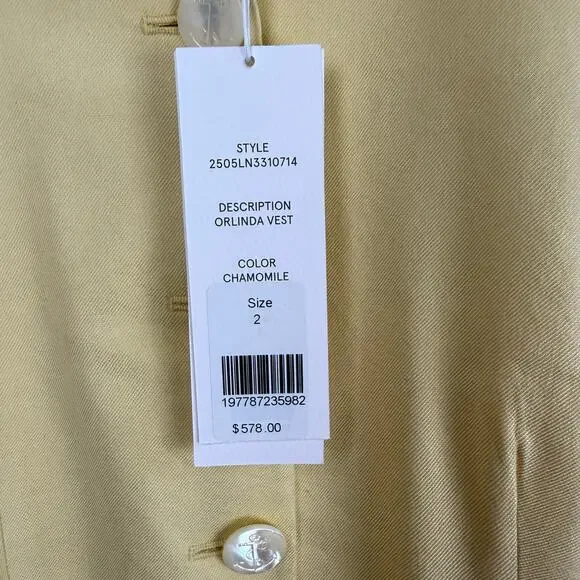 STYLE
2505LN3310714
DESCRIPTION
ORLINDA VEST
COLOR
CHAMOMILE
Size
2
197787235982
$578.00